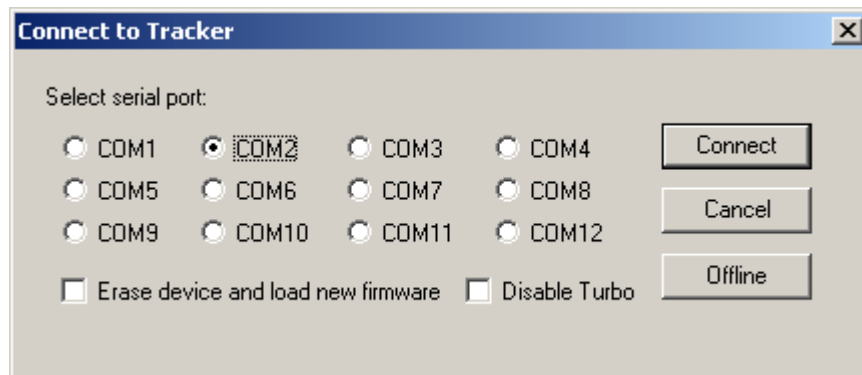 Connect to Tracker
Select serial port:
COM1 COM2 COM3 COM4 Connect
COM5 COM6 COM7 COM8
Cancel
COM9 COM10 COM11 COM12
Erase device and load new firmware Disable Turbo Offline